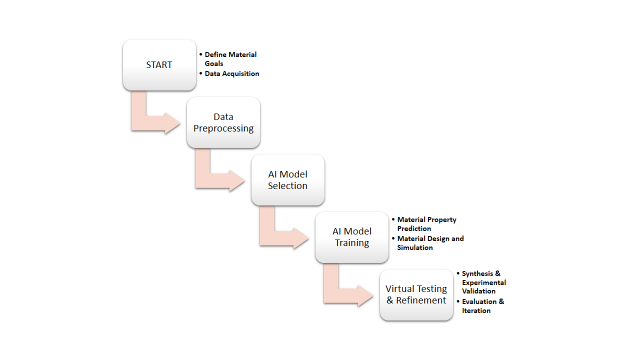 START
• Define Material
Goals
• Data Acquisition
Data
Preprocessing
AI Model
Selection
AI Model
Training
• Material Property
Prediction
• Material Design and
Simulation
Virtual Testing
& Refinement
• Synthesis &
Experimental
Validation
• Evaluation &
Iteration